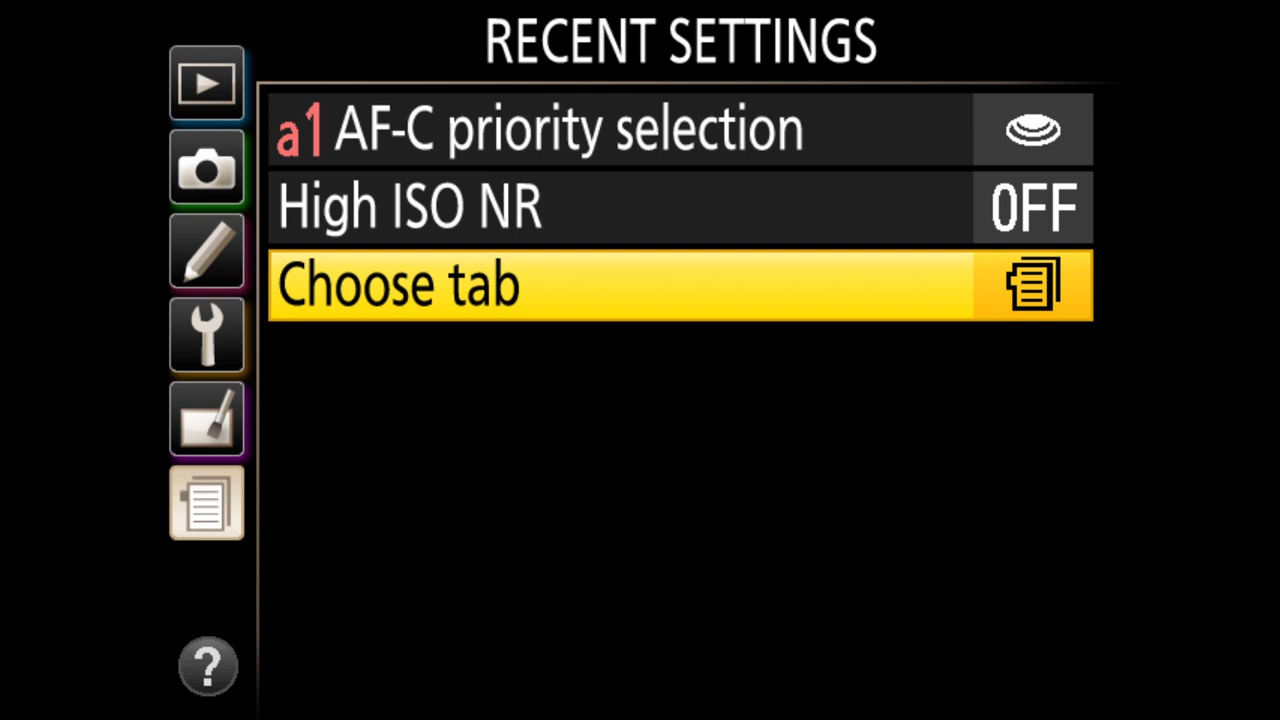 RECENT SETTINGS
a1 AF-C priority selection
High ISO NR OFF
Choose tab
?